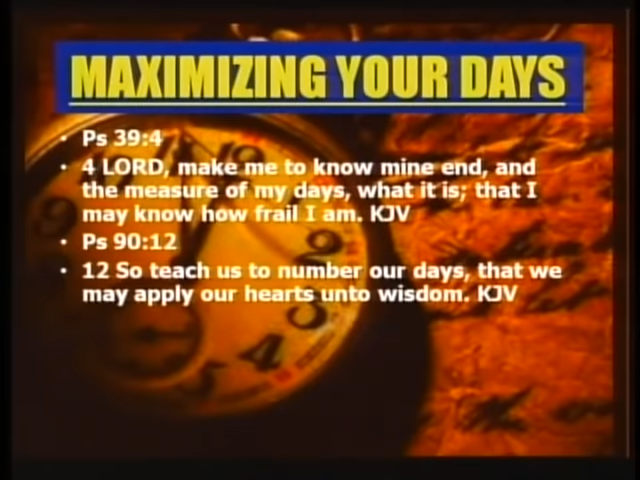 MAXIMIZING YOUR DAYS
• Ps 39:4
• 4 LORD, make me to know mine end, and
the measure of my days, what it is; that I
may know how frail I am. KJV
• Ps 90:12
• 12 So teach us to number our days, that we
may apply our hearts unto wisdom. KJV